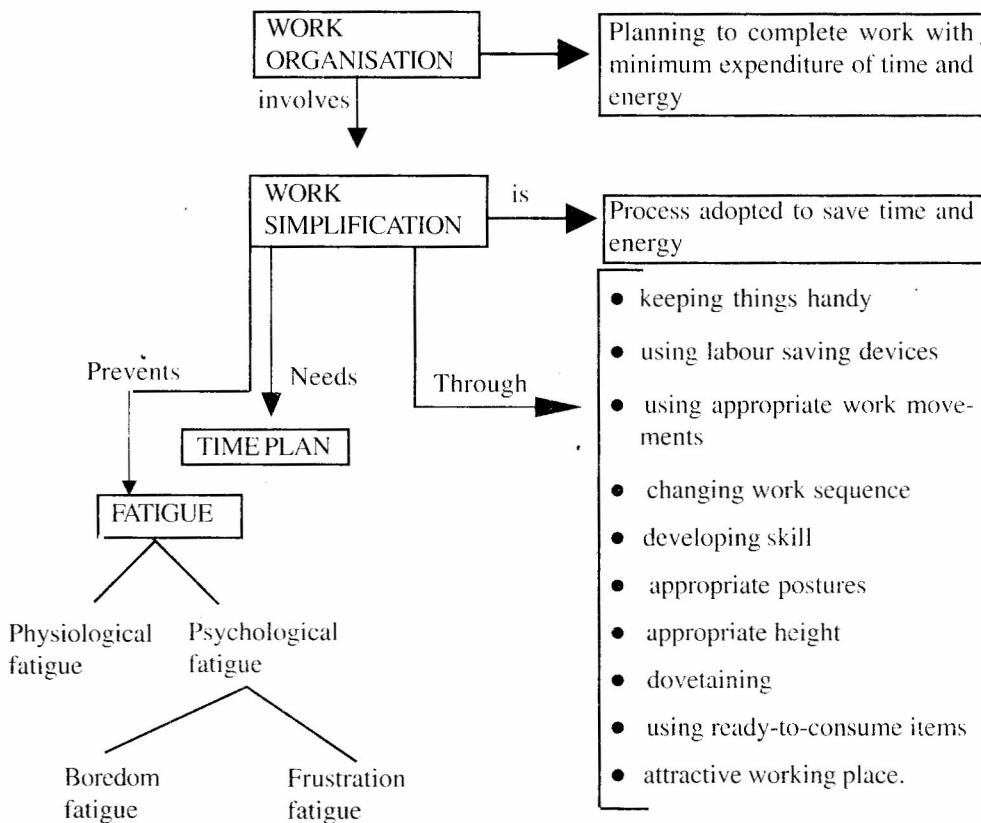 WORK
ORGANISATION
Planning to complete work with
minimum expenditure of time and
energy
involves
WORK
SIMPLIFICATION
is
Process adopted to save time and
energy
Prevents
Needs
Through
TIME PLAN
FATIGUE
Physiological
fatigue
Psychological
fatigue
Boredom
fatigue
Frustration
fatigue
● keeping things handy
● using labour saving devices
● using appropriate work move-
ments
● changing work sequence
● developing skill
● appropriate postures
● appropriate height
● dovetaining
● using ready-to-consume items
● attractive working place.